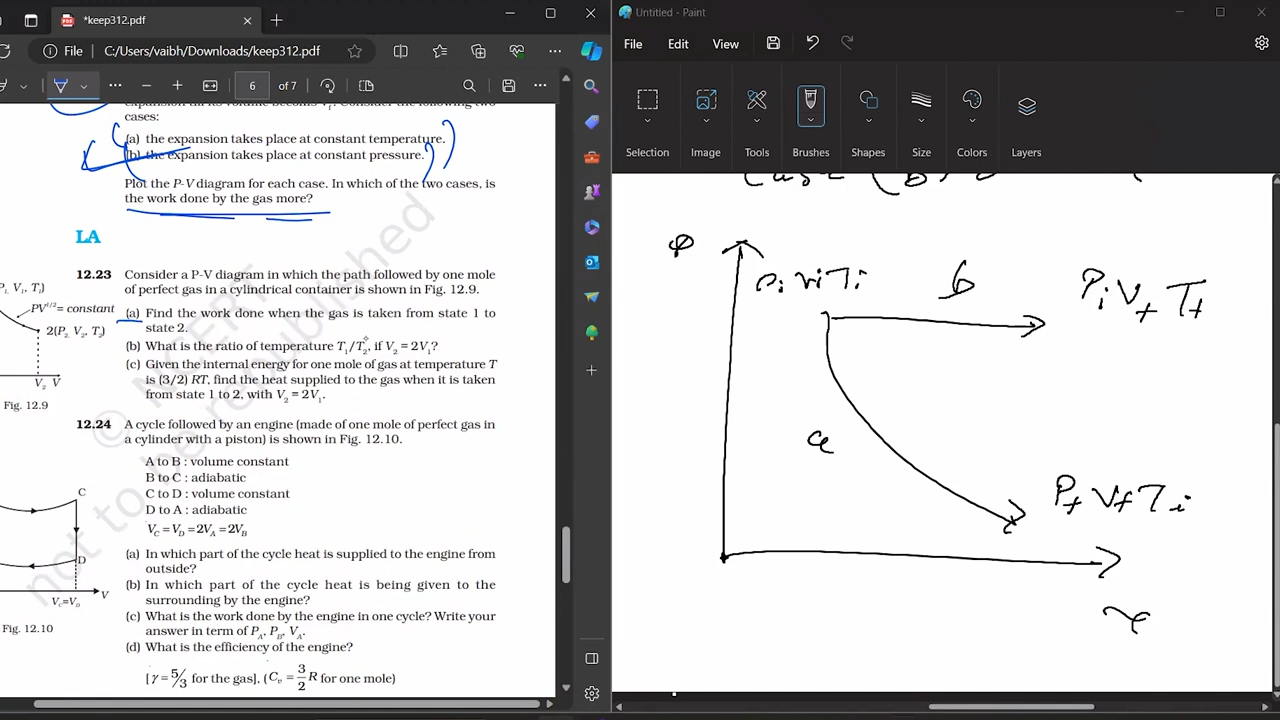 *keep312.pdf
File
C:/Users/vaibh/Downloads/keep312.pdf
6
of 7
cases:
(a) the expansion takes place at constant temperature.
(b) the expansion takes place at constant pressure.
Plot the P-V diagram for each case. In which of the two cases, is
the work done by the gas more?
LA
12.23 Consider a P-V diagram in which the path followed by one mole
of perfect gas in a cylindrical container is shown in Fig. 12.9.
(a) Find the work done when the gas is taken from state 1 to
state 2.
(b) What is the ratio of temperature T1/T2, if V2 = 2V1?
(c) Given the internal energy for one mole of gas at temperature T
is (3/2) RT, find the heat supplied to the gas when it is taken
from state 1 to 2, with V2 = 2V1.
V1, T1)
PV^1/2= constant
2(P2, V2, T2)
V2 V
Fig. 12.9
12.24 A cycle followed by an engine (made of one mole of perfect gas in
a cylinder with a piston) is shown in Fig. 12.10.
A to B : volume constant
B to C : adiabatic
C to D : volume constant
D to A : adiabatic
VC = VD = 2VA = 2VB
(a) In which part of the cycle heat is supplied to the engine from
outside?
(b) In which part of the cycle heat is being given to the
surrounding by the engine?
(c) What is the work done by the engine in one cycle? Write your
answer in term of PA, PB, VA.
(d) What is the efficiency of the engine?
[γ = 5/3 for the gas], (Cv = 3/2 R for one mole)
C
D
VC=VD
V
Fig. 12.10
© NCERT
not to be republished
Untitled - Paint
File
Edit
View
Selection
Image
Tools
Brushes
Shapes
Size
Colors
Layers
Case (b)
P
Pi Vi Ti
b
Pi Vf Tf
a
Pf Vf Ti